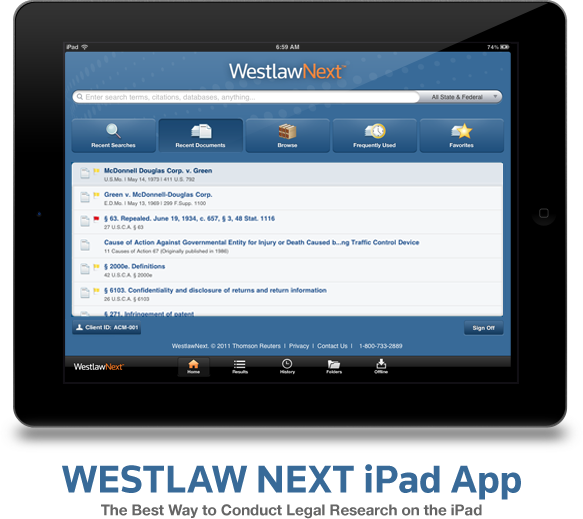 iPad 6:59 AM 74%
WestlawNext™
Enter search terms, citations, databases, anything... All State & Federal
Recent Searches Recent Documents Browse Frequently Used Favorites
McDonnell Douglas Corp. v. Green
U.S.Mo. | May 14, 1973 | 411 U.S. 792
Green v. McDonnell-Douglas Corp.
E.D.Mo. | May 13, 1969 | 299 F.Supp. 1100
§ 63. Repealed. June 19, 1934, c. 657, § 3, 48 Stat. 1116
27 U.S.C.A. § 63
Cause of Action Against Governmental Entity for Injury or Death Caused b...ng Traffic Control Device
11 Causes of Action 67 (Originally published in 1986)
§ 2000e. Definitions
42 U.S.C.A. § 2000e
§ 6103. Confidentiality and disclosure of returns and return information
26 U.S.C.A. § 6103
§ 271. Infringement of patent
Client ID: ACM-001 Sign Off
WestlawNext. © 2011 Thomson Reuters | Privacy | Contact Us | 1-800-733-2889
WestlawNext™ Home Results History Folders Offline
WESTLAW NEXT iPad App
The Best Way to Conduct Legal Research on the iPad